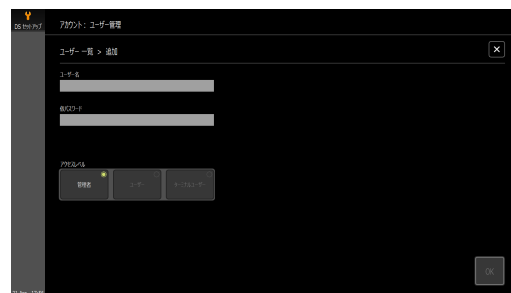 DS セットアップ
アカウント: ユーザー管理
ユーザー 一覧 > 追加
ユーザー名
仮パスワード
アクセスレベル
管理者
ユーザー
OK